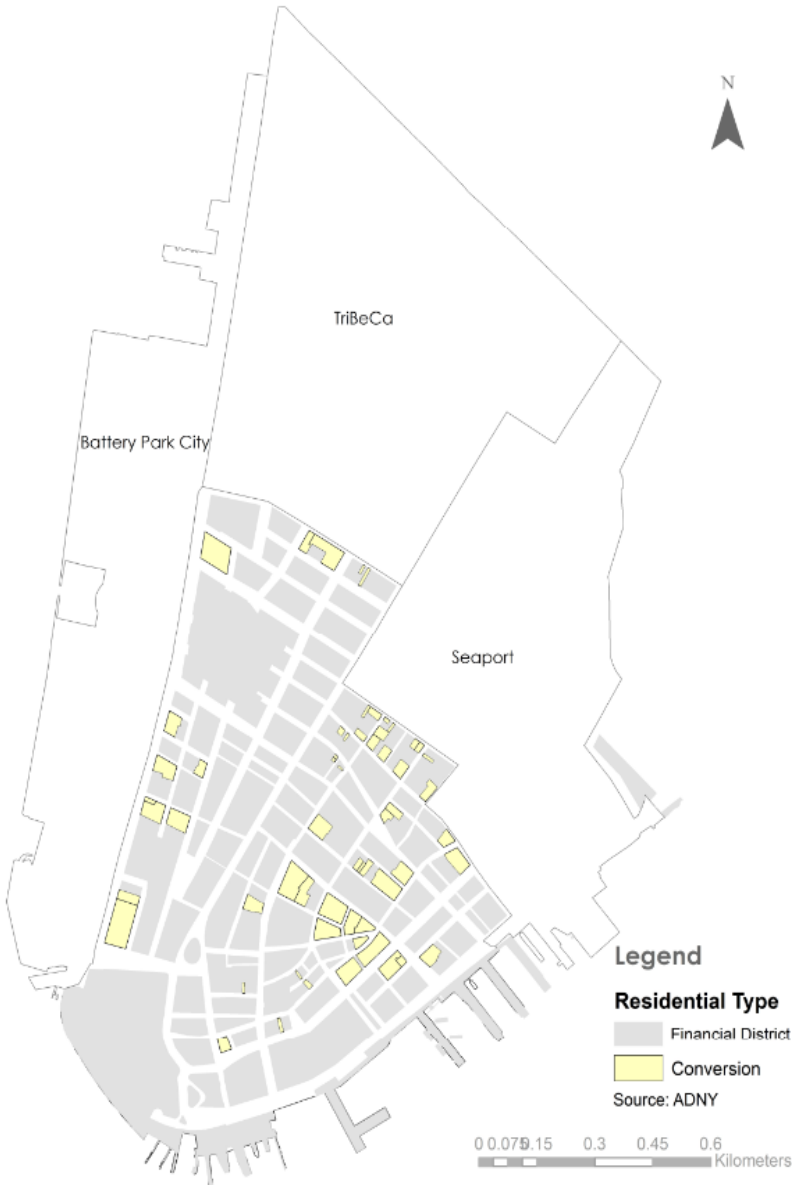 N
TriBeCa
Battery Park City
Seaport
Legend
Residential Type
Financial District
Conversion
Source: ADNY
0 0.075 0.15 0.3 0.45 0.6
Kilometers